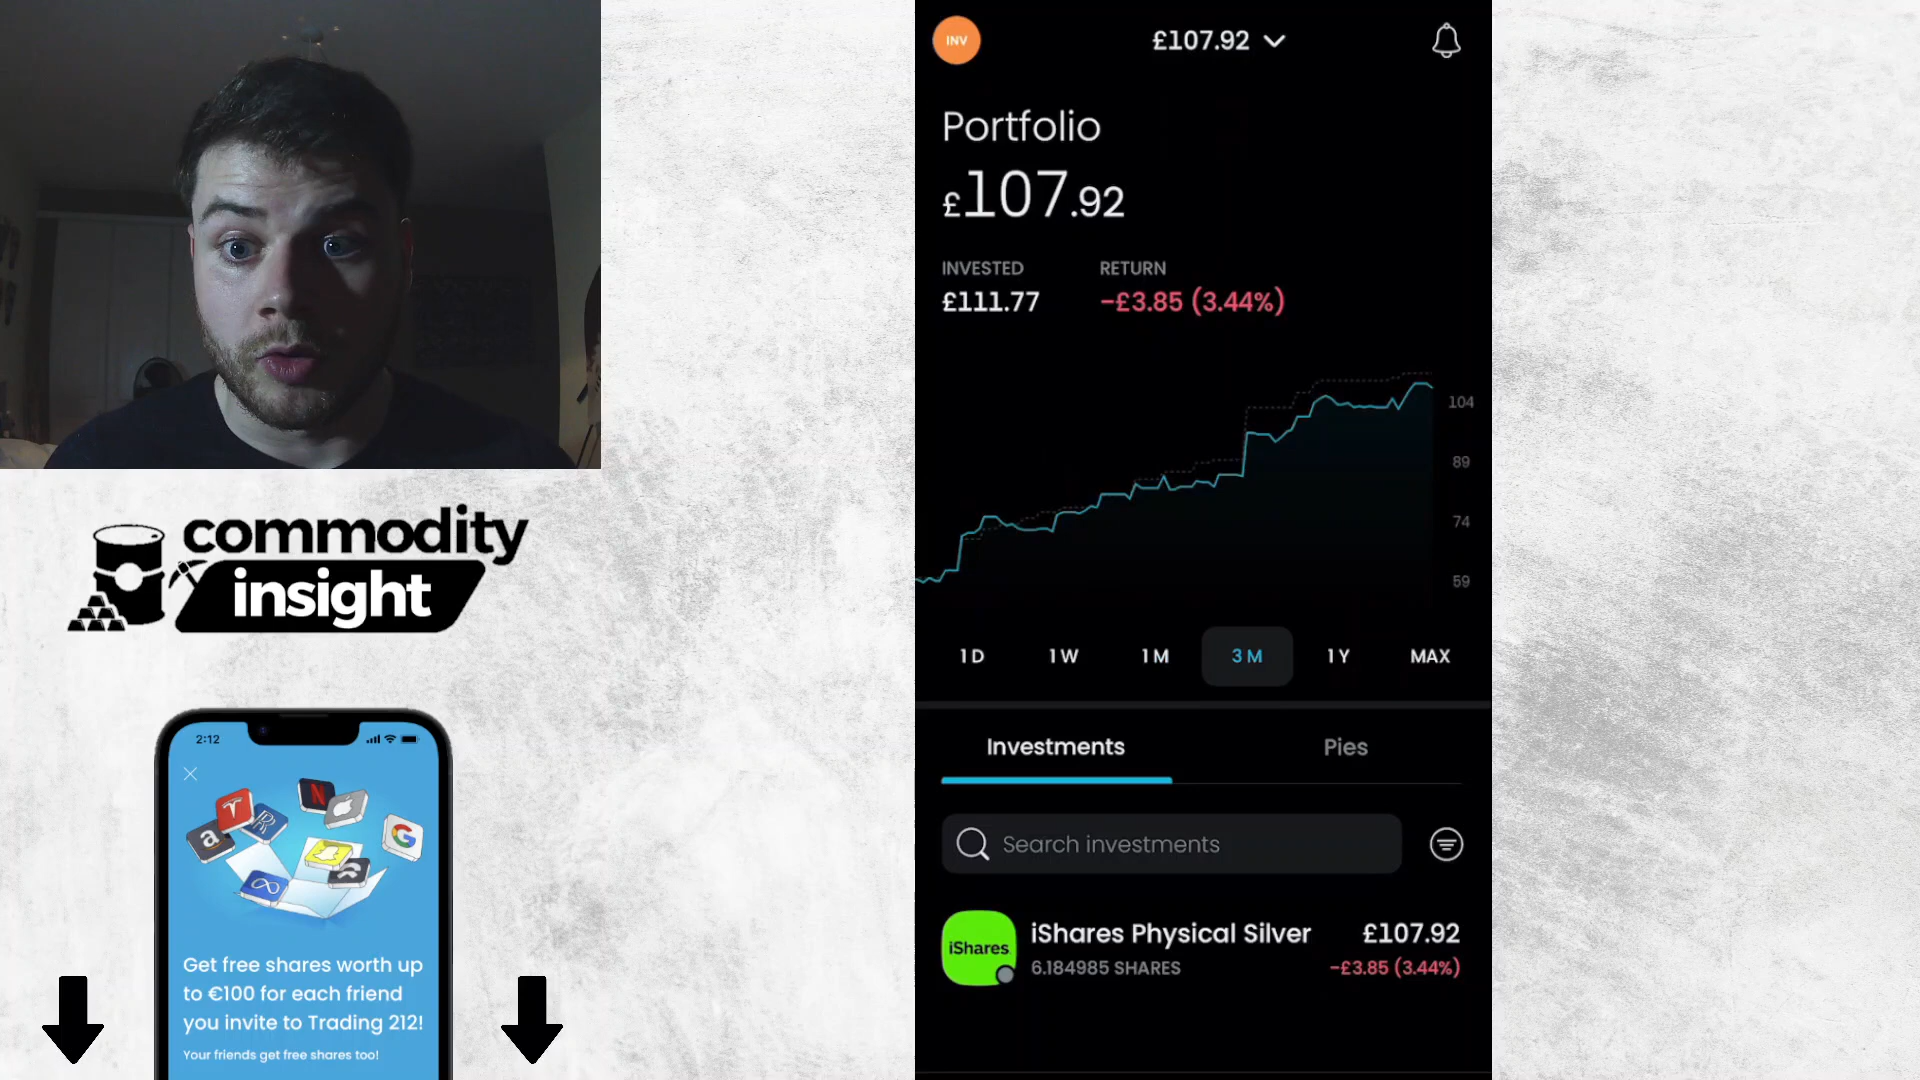 INV
£107.92
Portfolio
£107.92
INVESTED
RETURN
£111.77
-£3.85 (3.44%)
104
89
74
59
1D
1W
1M
3M
1Y
MAX
Investments
Pies
Search investments
iShares
iShares Physical Silver
£107.92
6.184985 SHARES
-£3.85 (3.44%)
commodity
insight
2:12
Get free shares worth up
to €100 for each friend
you invite to Trading 212!
Your friends get free shares too!